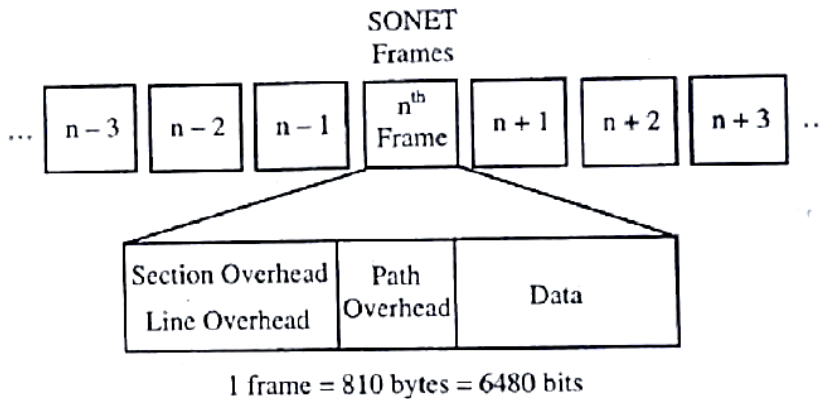 SONET
Frames
... n – 3 n – 2 n – 1 nth Frame n + 1 n + 2 n + 3 ..
Section Overhead
Line Overhead
Path
Overhead
Data
1 frame = 810 bytes = 6480 bits